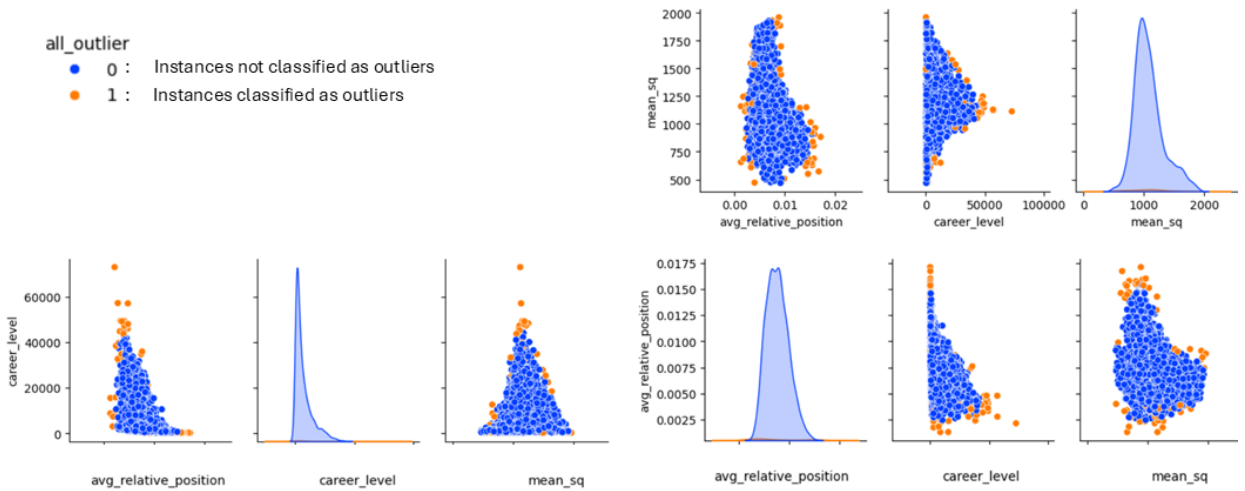 all_outlier
0 : Instances not classified as outliers
1 : Instances classified as outliers
2000
1750
1500
1250
1000
750
500
mean_sq
0.00 0.01 0.02
avg_relative_position
0 50000 100000
career_level
0 1000 2000
mean_sq
60000
40000
20000
0
career_level
avg_relative_position
career_level
mean_sq
0.0175
0.0150
0.0125
0.0100
0.0075
0.0050
0.0025
avg_relative_position
avg_relative_position
career_level
mean_sq